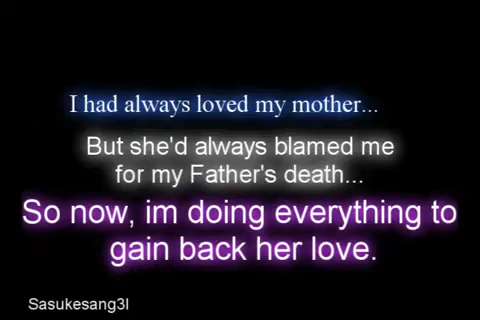 I had always loved my mother...
But she'd always blamed me
for my Father's death...
So now, im doing everything to
gain back her love.
Sasukesang3l